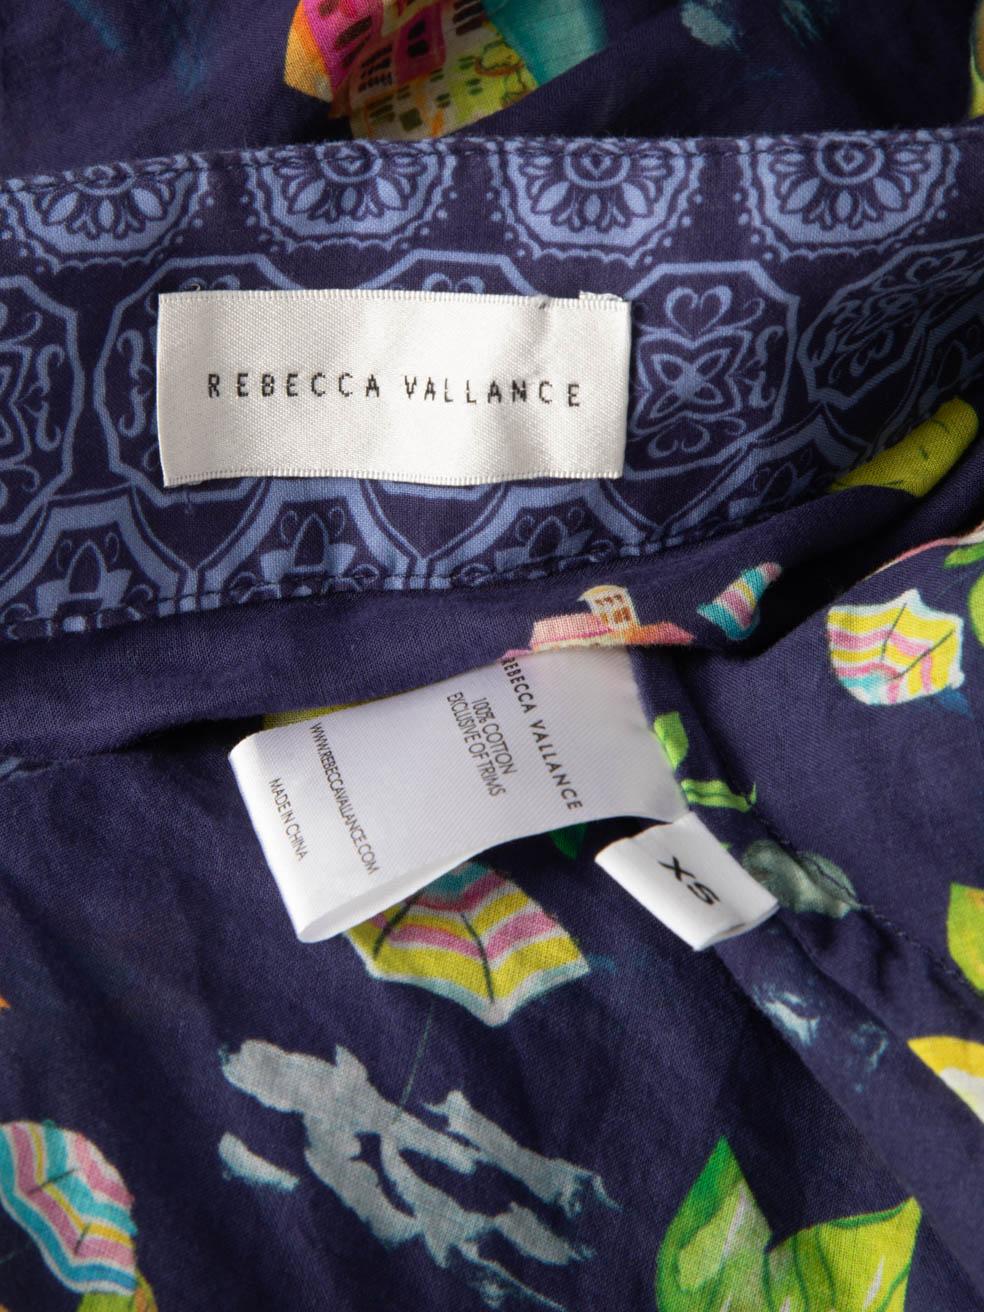 REBECCA VALLANCE
REBECCA VALLANCE
100% COTTON
EXCLUSIVE OF TRIMS
WWW.REBECCAVALLANCE.COM
MADE IN CHINA
XS